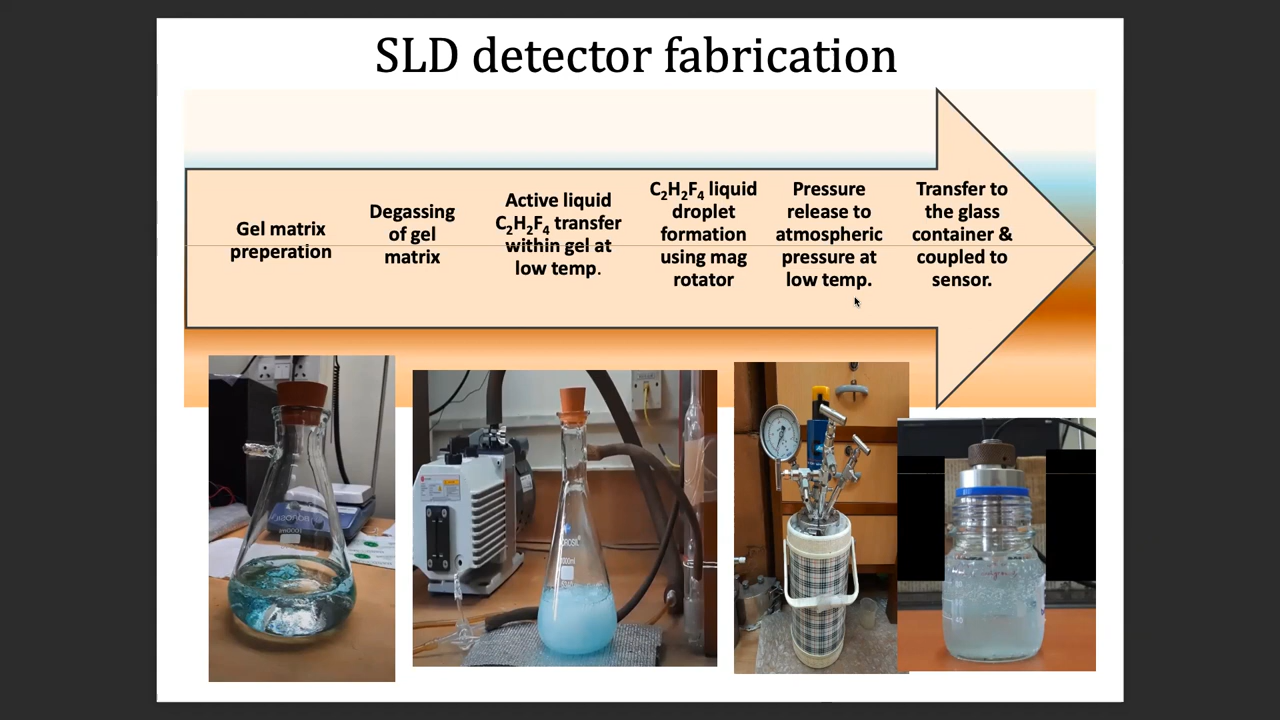 SLD detector fabrication
Gel matrix
preperation
Degassing
of gel
matrix
Active liquid
C₂H₂F₄ transfer
within gel at
low temp.
C₂H₂F₄ liquid
droplet
formation
using mag
rotator
Pressure
release to
atmospheric
pressure at
low temp.
Transfer to
the glass
container &
coupled to
sensor.